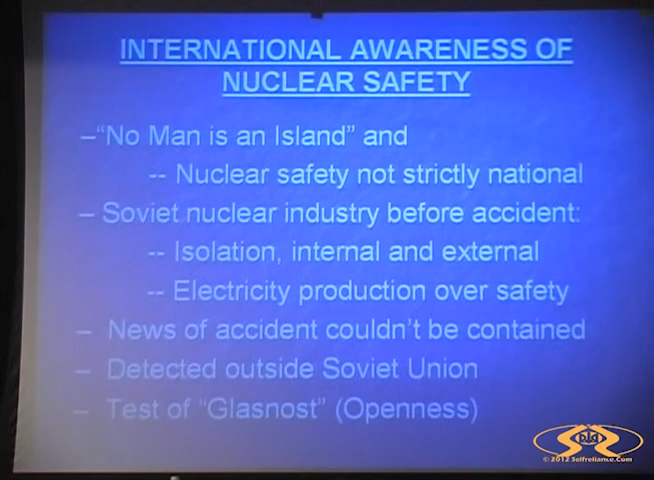 INTERNATIONAL AWARENESS OF
NUCLEAR SAFETY
–"No Man is an Island" and
-- Nuclear safety not strictly national
– Soviet nuclear industry before accident:
-- Isolation, internal and external
-- Electricity production over safety
– News of accident couldn't be contained
– Detected outside Soviet Union
– Test of "Glasnost" (Openness)
© 2012 Selfreliance.Com